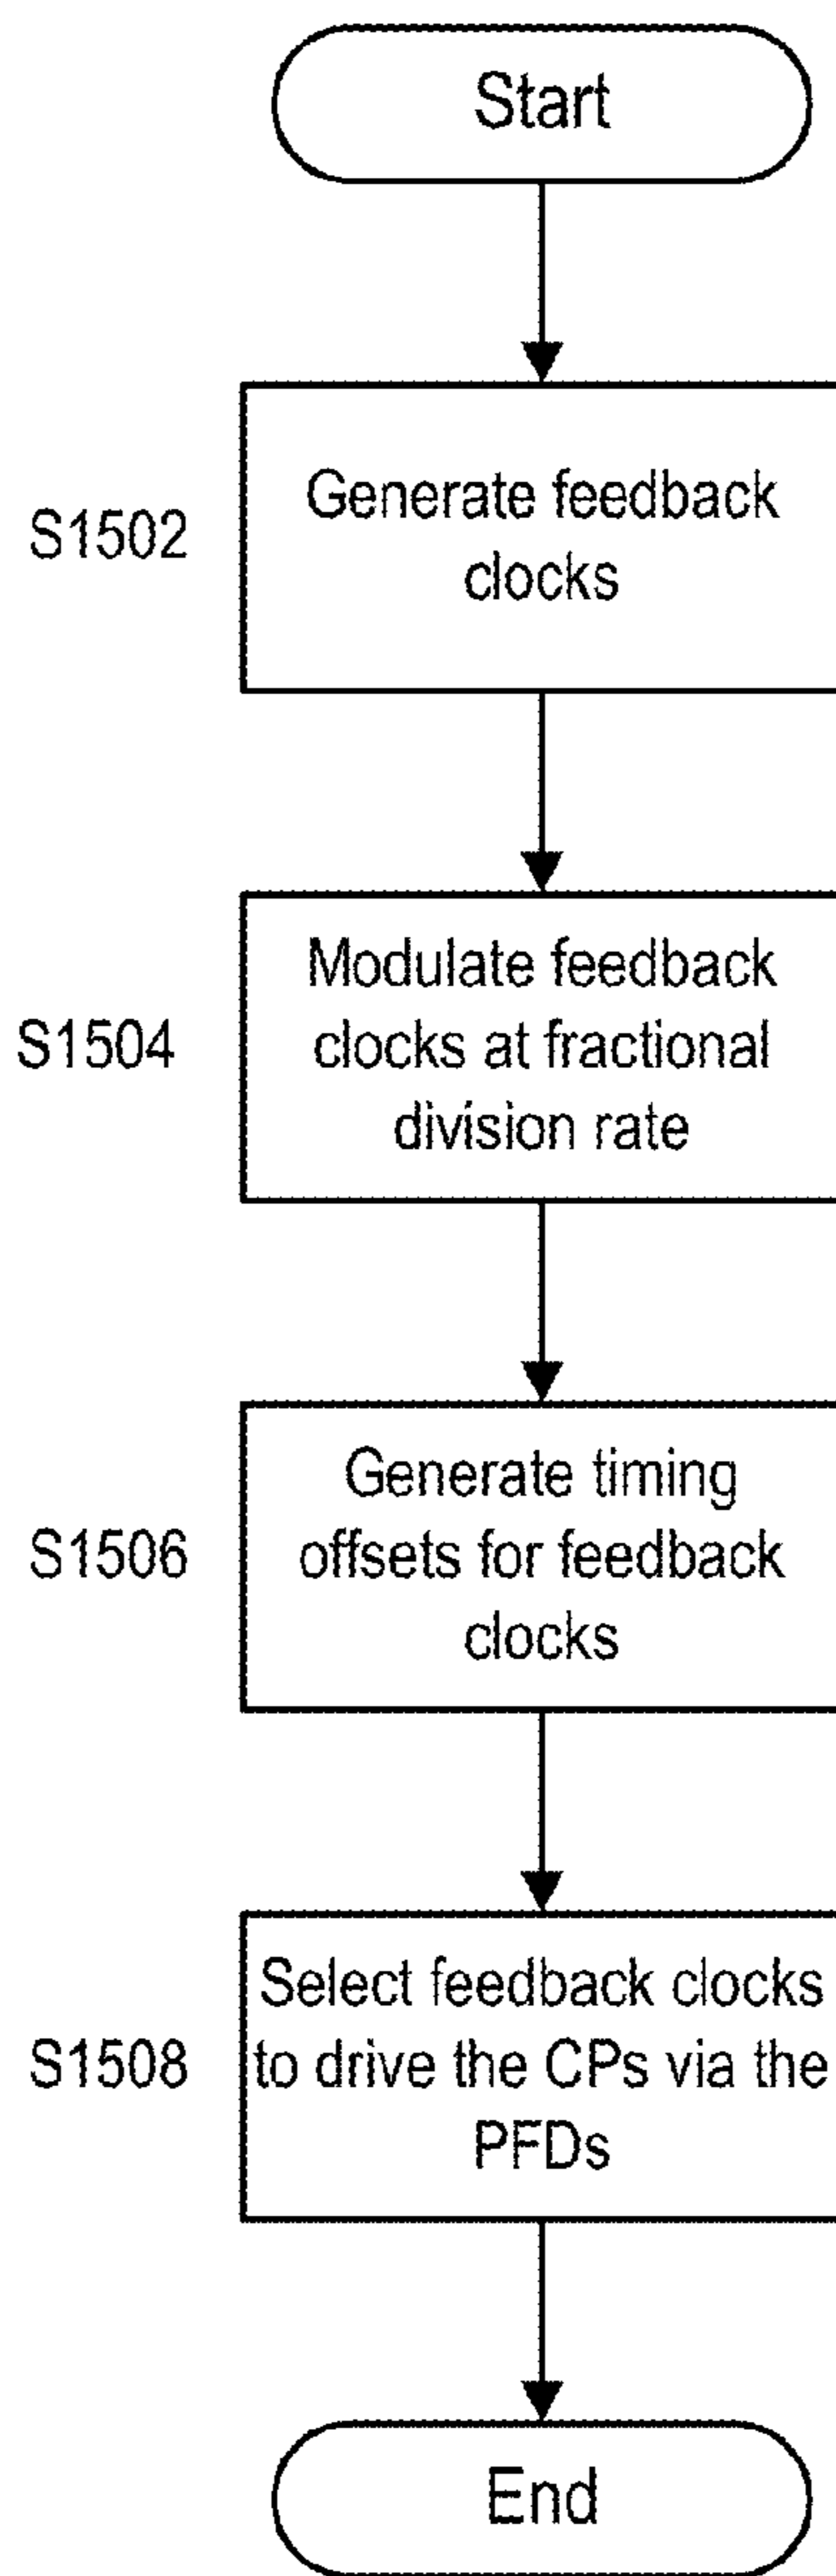 Start
S1502
Generate feedback
clocks
S1504
Modulate feedback
clocks at fractional
division rate
S1506
Generate timing
offsets for feedback
clocks
S1508
Select feedback clocks
to drive the CPs via the
PFDs
End